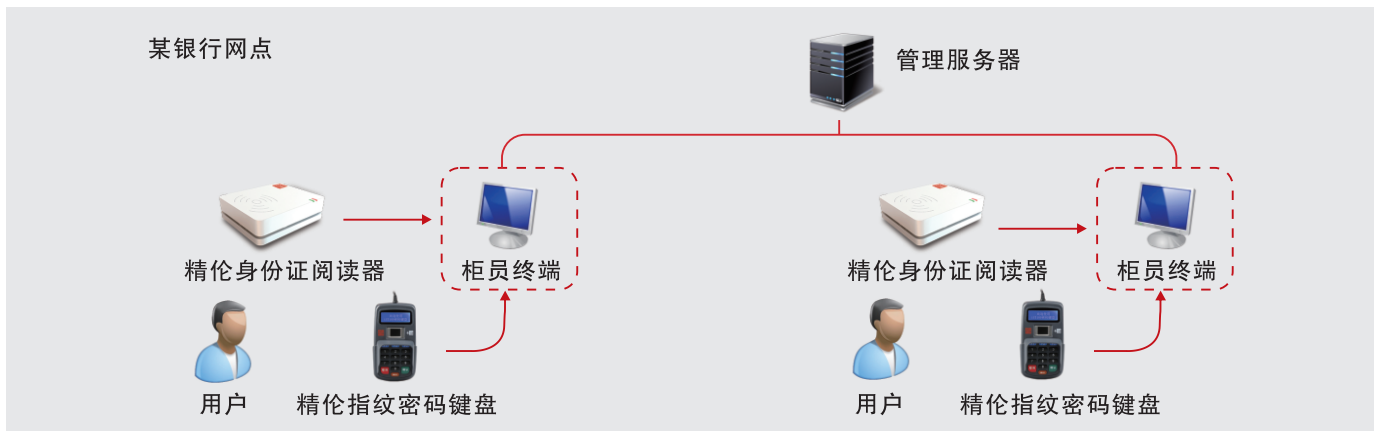 某银行网点
管理服务器
精伦身份证阅读器
柜员终端
精伦身份证阅读器
柜员终端
用户
精伦指纹密码键盘
用户
精伦指纹密码键盘